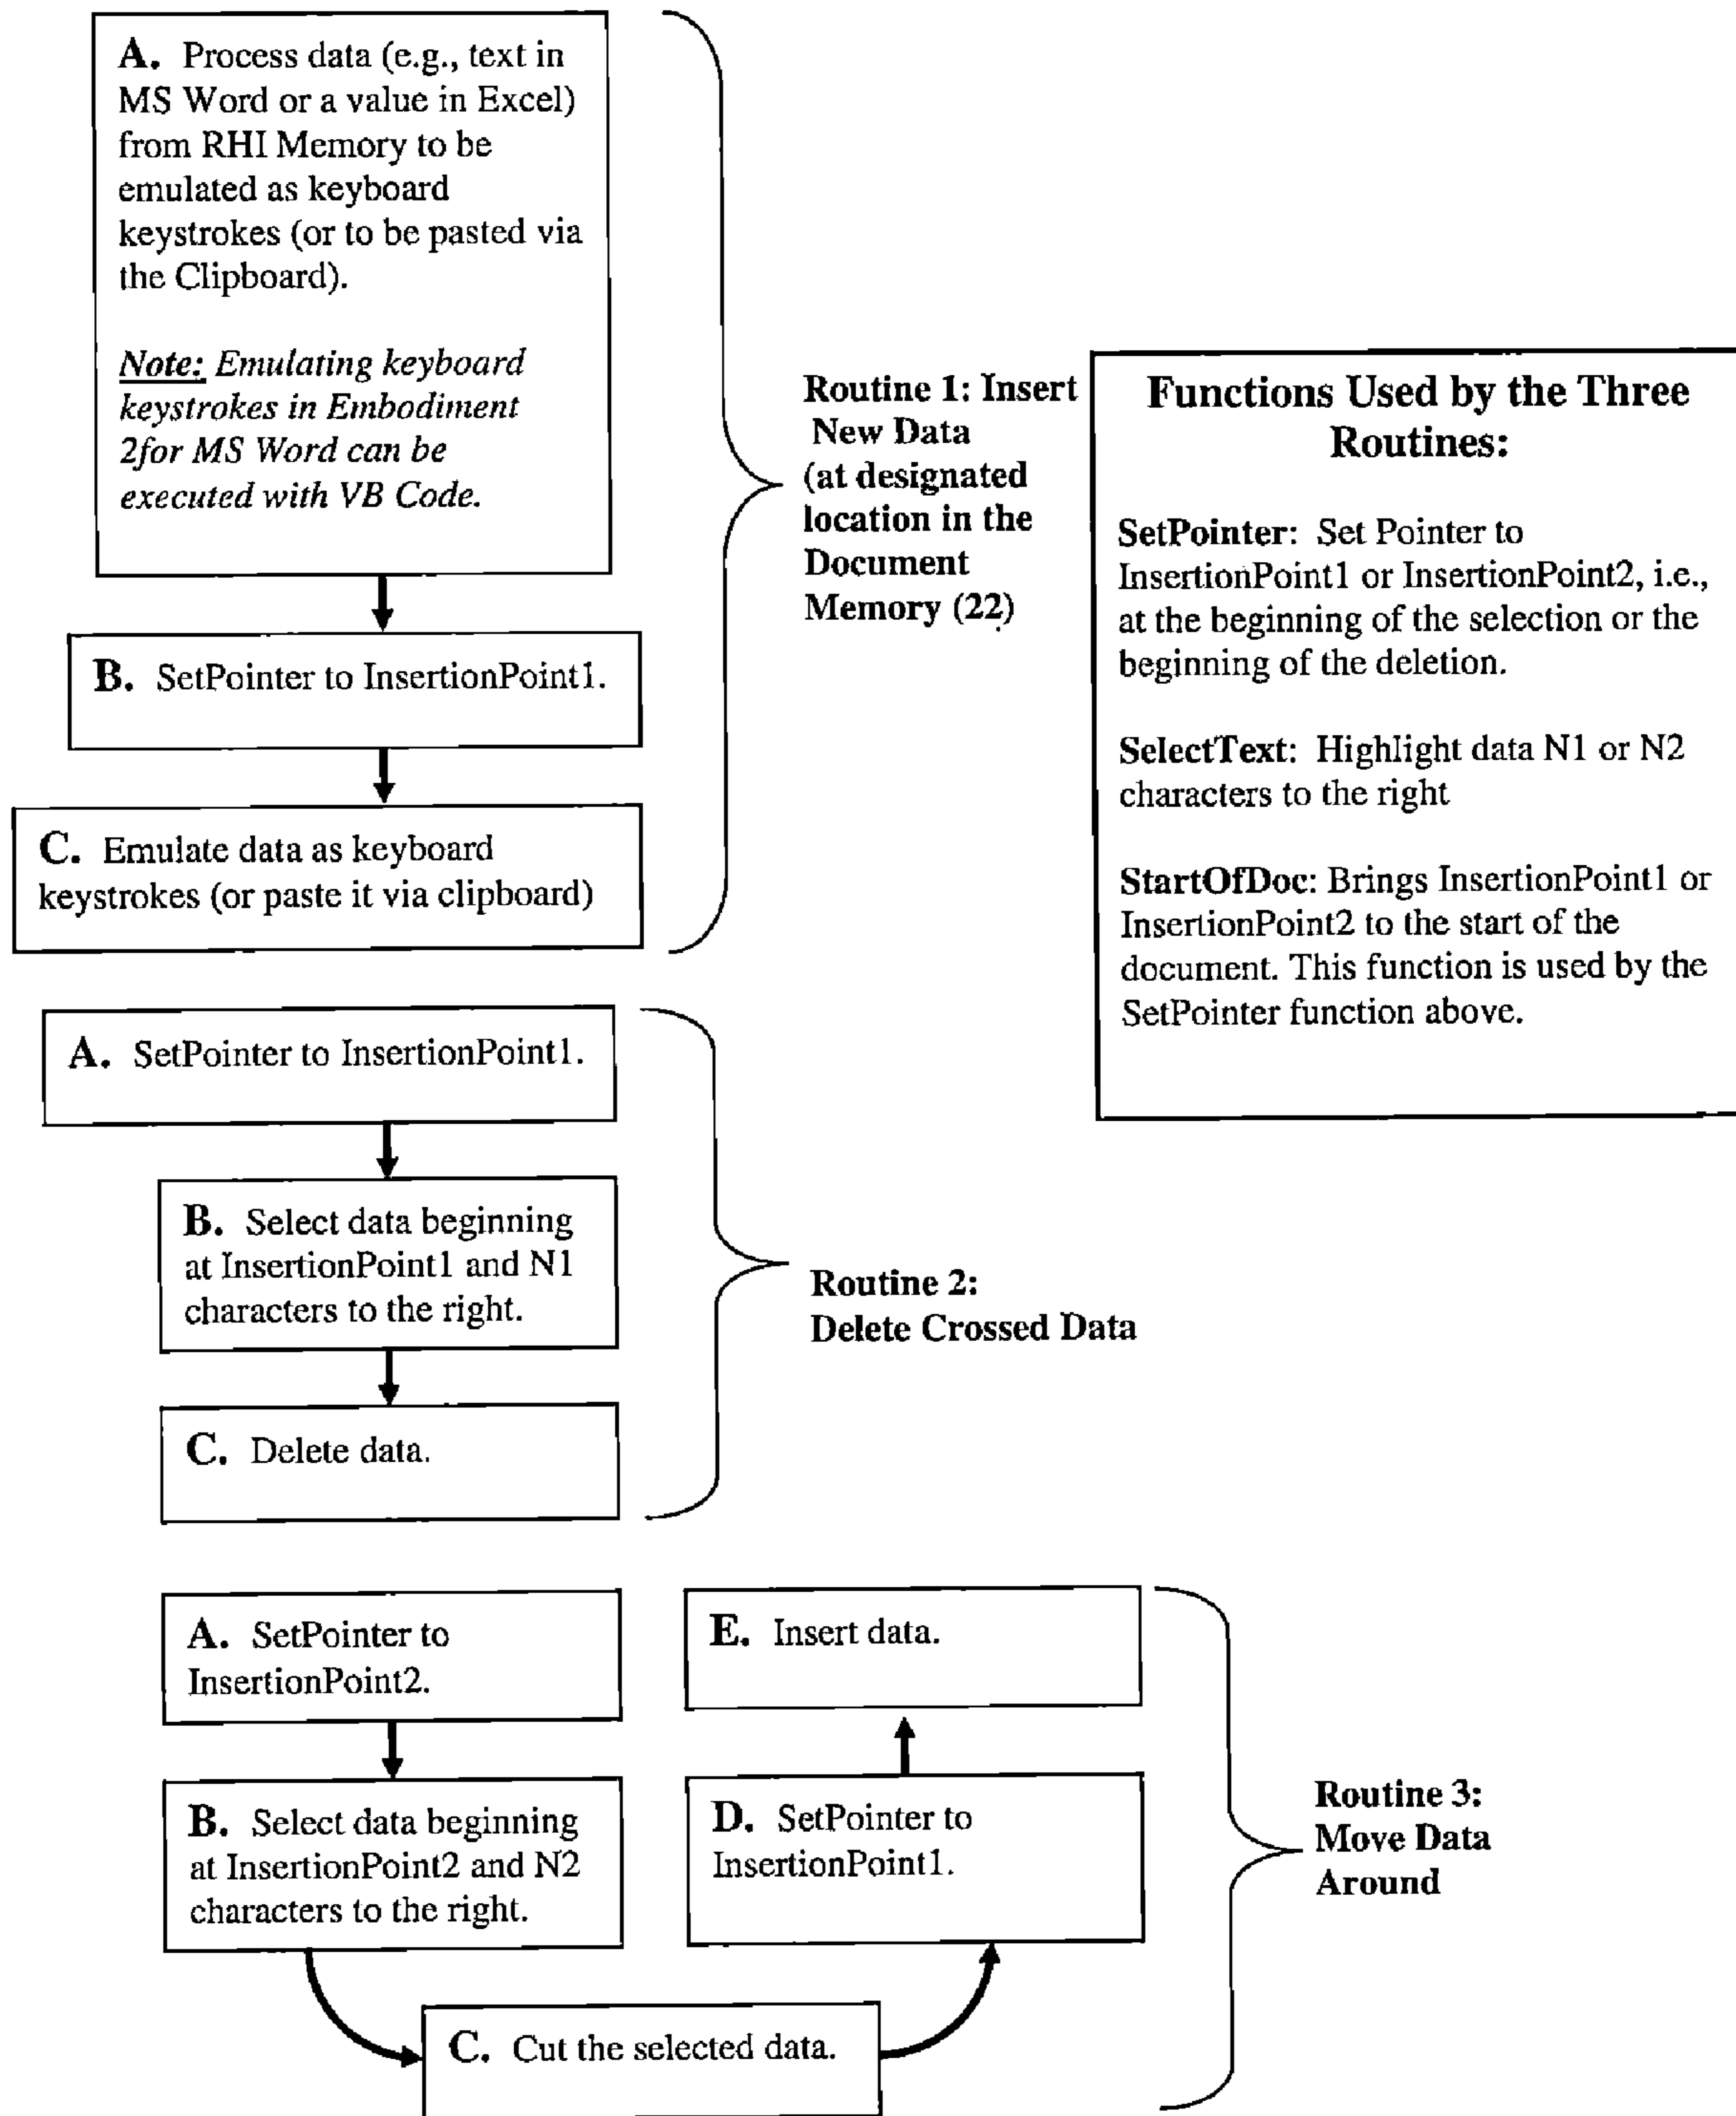 A. Process data (e.g., text in
MS Word or a value in Excel)
from RHI Memory to be
emulated as keyboard
keystrokes (or to be pasted via
the Clipboard).
Note: Emulating keyboard
keystrokes in Embodiment
2for MS Word can be
executed with VB Code.
B. SetPointer to InsertionPoint1.
C. Emulate data as keyboard
keystrokes (or paste it via clipboard)
Routine 1: Insert
New Data
(at designated
location in the
Document
Memory (22)
Functions Used by the Three
Routines:
SetPointer: Set Pointer to
InsertionPoint1 or InsertionPoint2, i.e.,
at the beginning of the selection or the
beginning of the deletion.
SelectText: Highlight data N1 or N2
characters to the right
StartOfDoc: Brings InsertionPoint1 or
InsertionPoint2 to the start of the
document. This function is used by the
SetPointer function above.
A. SetPointer to InsertionPoint1.
B. Select data beginning
at InsertionPoint1 and N1
characters to the right.
C. Delete data.
Routine 2:
Delete Crossed Data
A. SetPointer to
InsertionPoint2.
B. Select data beginning
at InsertionPoint2 and N2
characters to the right.
C. Cut the selected data.
D. SetPointer to
InsertionPoint1.
E. Insert data.
Routine 3:
Move Data
Around